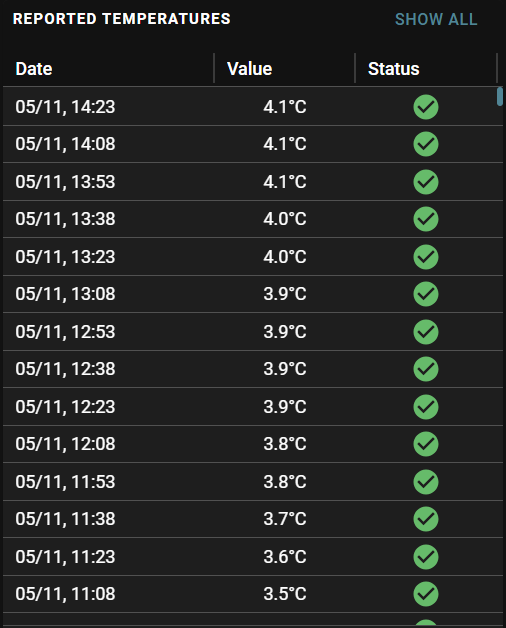 REPORTED TEMPERATURES SHOW ALL
Date Value Status
05/11, 14:23 4.1°C
05/11, 14:08 4.1°C
05/11, 13:53 4.1°C
05/11, 13:38 4.0°C
05/11, 13:23 4.0°C
05/11, 13:08 3.9°C
05/11, 12:53 3.9°C
05/11, 12:38 3.9°C
05/11, 12:23 3.9°C
05/11, 12:08 3.8°C
05/11, 11:53 3.8°C
05/11, 11:38 3.7°C
05/11, 11:23 3.6°C
05/11, 11:08 3.5°C